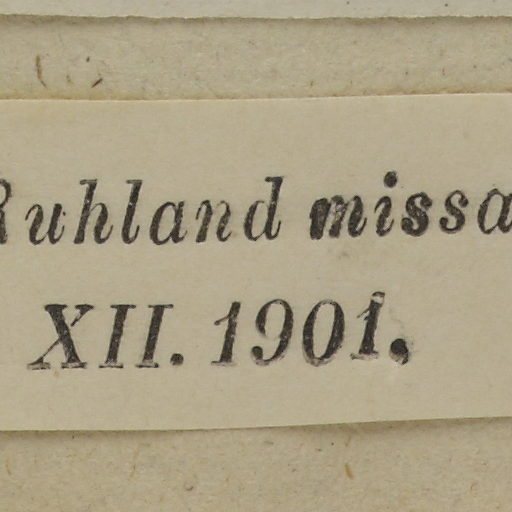 Ruhland missa
XII. 1901,